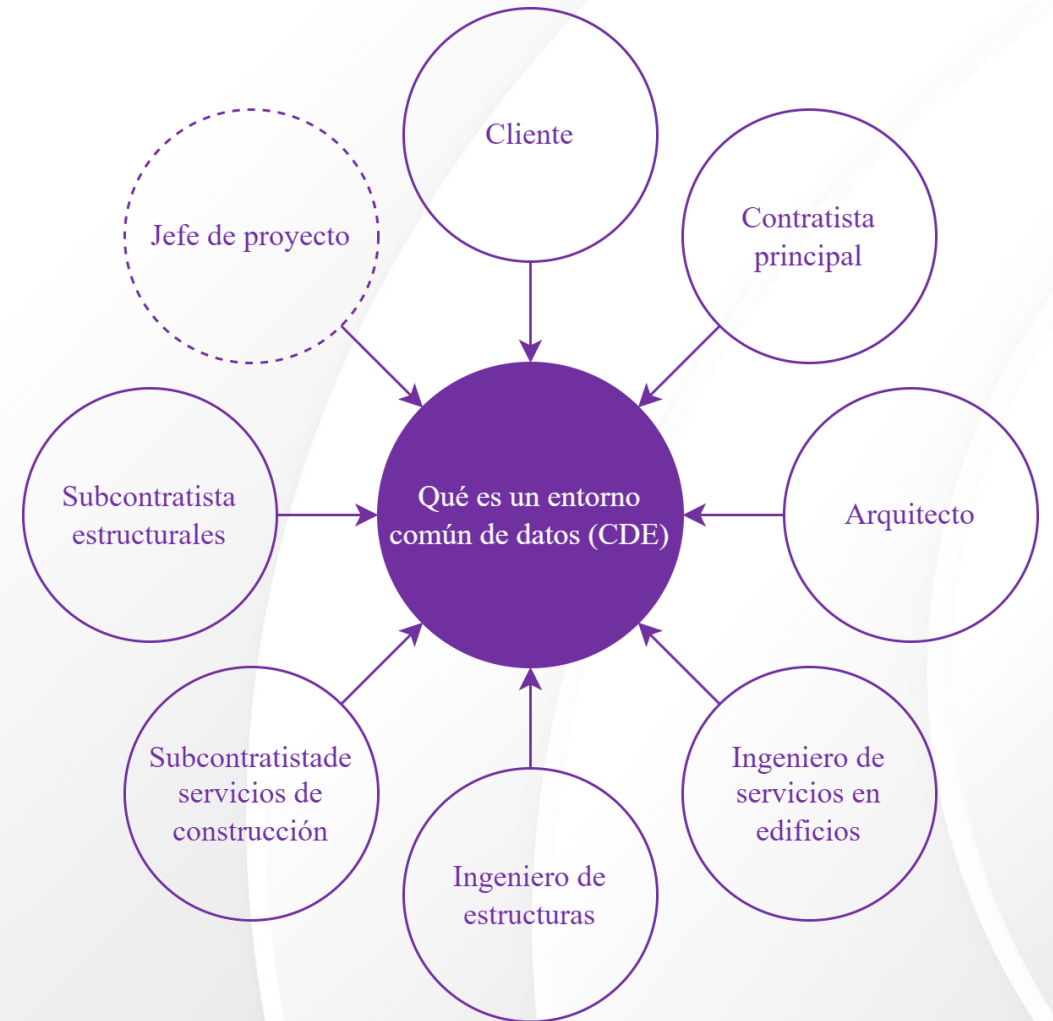 Cliente
Jefe de proyecto
Contratista
principal
Subcontratista
estructurales
Qué es un entorno
común de datos (CDE)
Arquitecto
Subcontratistade
servicios de
construcción
Ingeniero de
servicios en
edificios
Ingeniero de
estructuras